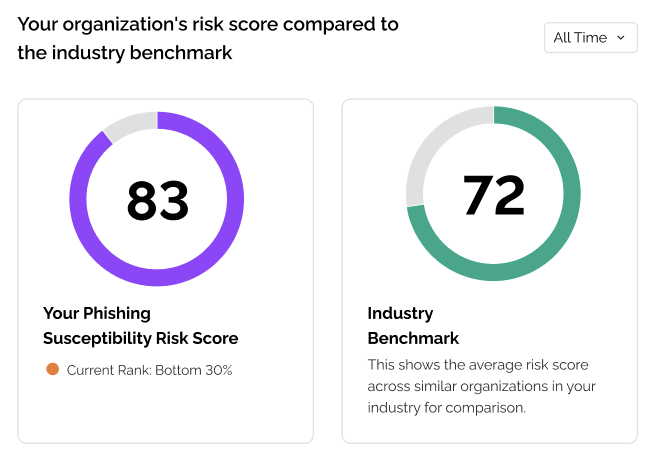 Your organization's risk score compared to
the industry benchmark
All Time
83
Your Phishing
Susceptibility Risk Score
Current Rank: Bottom 30%
72
Industry
Benchmark
This shows the average risk score
across similar organizations in your
industry for comparison.